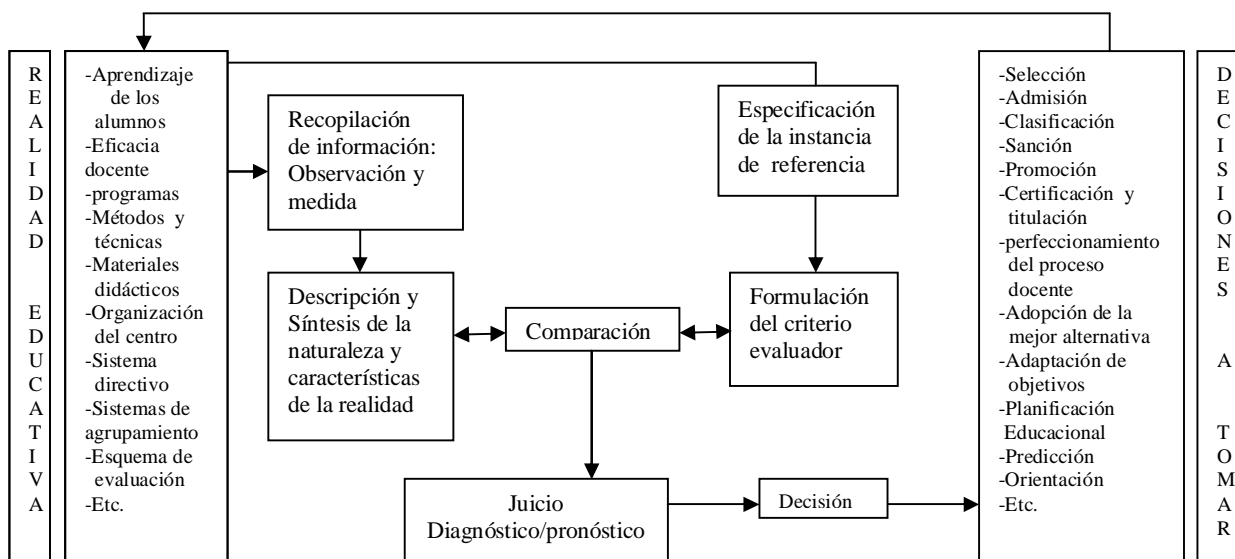 REALIDAD EDUCATIVA
-Aprendizaje
de los
alumnos
-Eficacia
docente
-programas
-Métodos y
técnicas
-Materiales
didácticos
-Organización
del centro
-Sistema
directivo
-Sistemas de
agrupamiento
-Esquema de
evaluación
-Etc.
Recopilación
de información:
Observación y
medida
Descripción y
Síntesis de la
naturaleza y
características
de la realidad
Comparación
Especificación
de la instancia
de referencia
Formulación
del criterio
evaluador
Juicio
Diagnóstico/pronóstico
Decisión
-Selección
-Admisión
-Clasificación
-Sanción
-Promoción
-Certificación y
titulación
-perfeccionamiento
del proceso
docente
-Adopción de la
mejor alternativa
-Adaptación de
objetivos
-Planificación
Educacional
-Predicción
-Orientación
-Etc.
DECISIONES A TOMAR